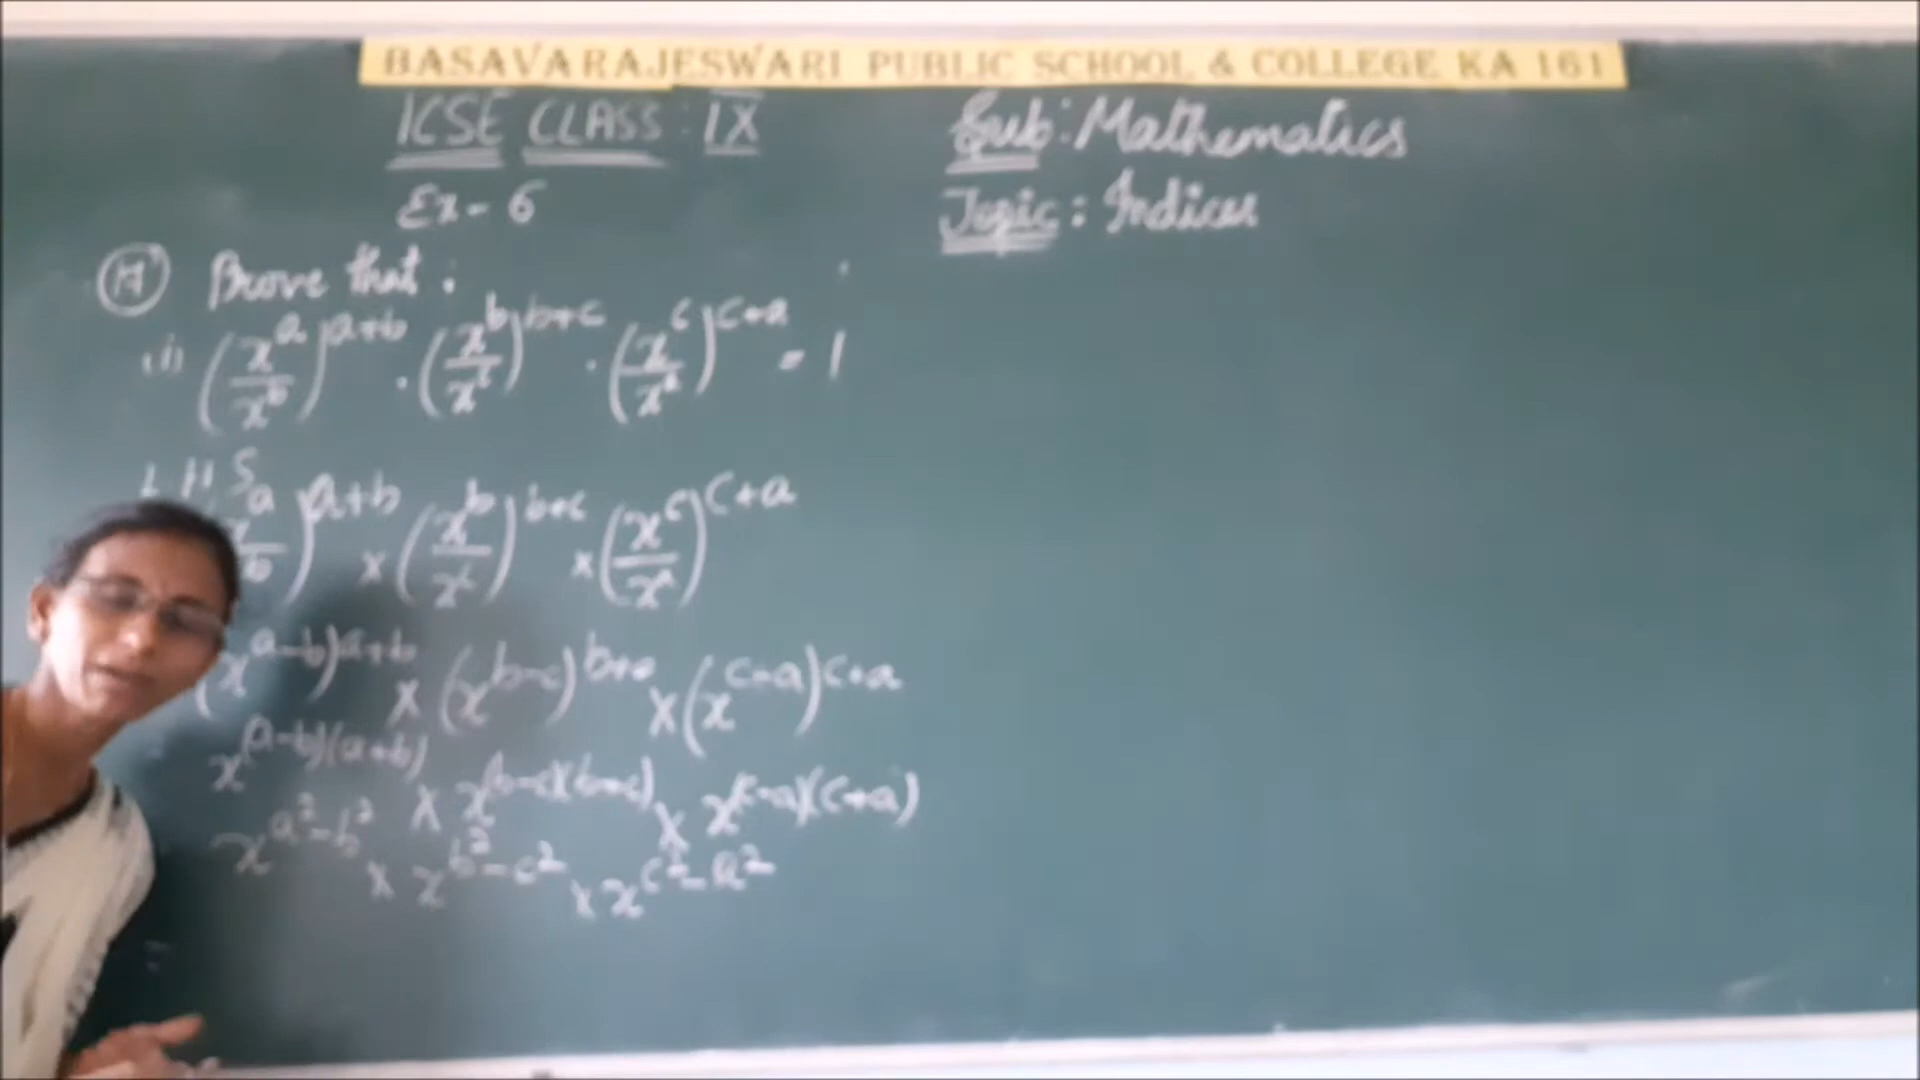 BASAVARAJESWARI PUBLIC SCHOOL & COLLEGE KA 161
ICSE CLASS : IX
Sub: Mathematics
Ex - 6
Topic : Indices
Prove that :
(i) (x^a/x^b)^a+b . (x^b/x^c)^b+c . (x^c/x^a)^c+a = 1
L.H.S
)^a+b × (x^b/x^c)^b+c × (x^c/x^a)^c+a
(x^a-b)^a+b × (x^b-c)^b+c × (x^c-a)^c+a
x^(a-b)(a+b) × x^(b-c)(b+c) × x^(c-a)(c+a)
x^a²-b² × x^b²-c² × x^c²-a²